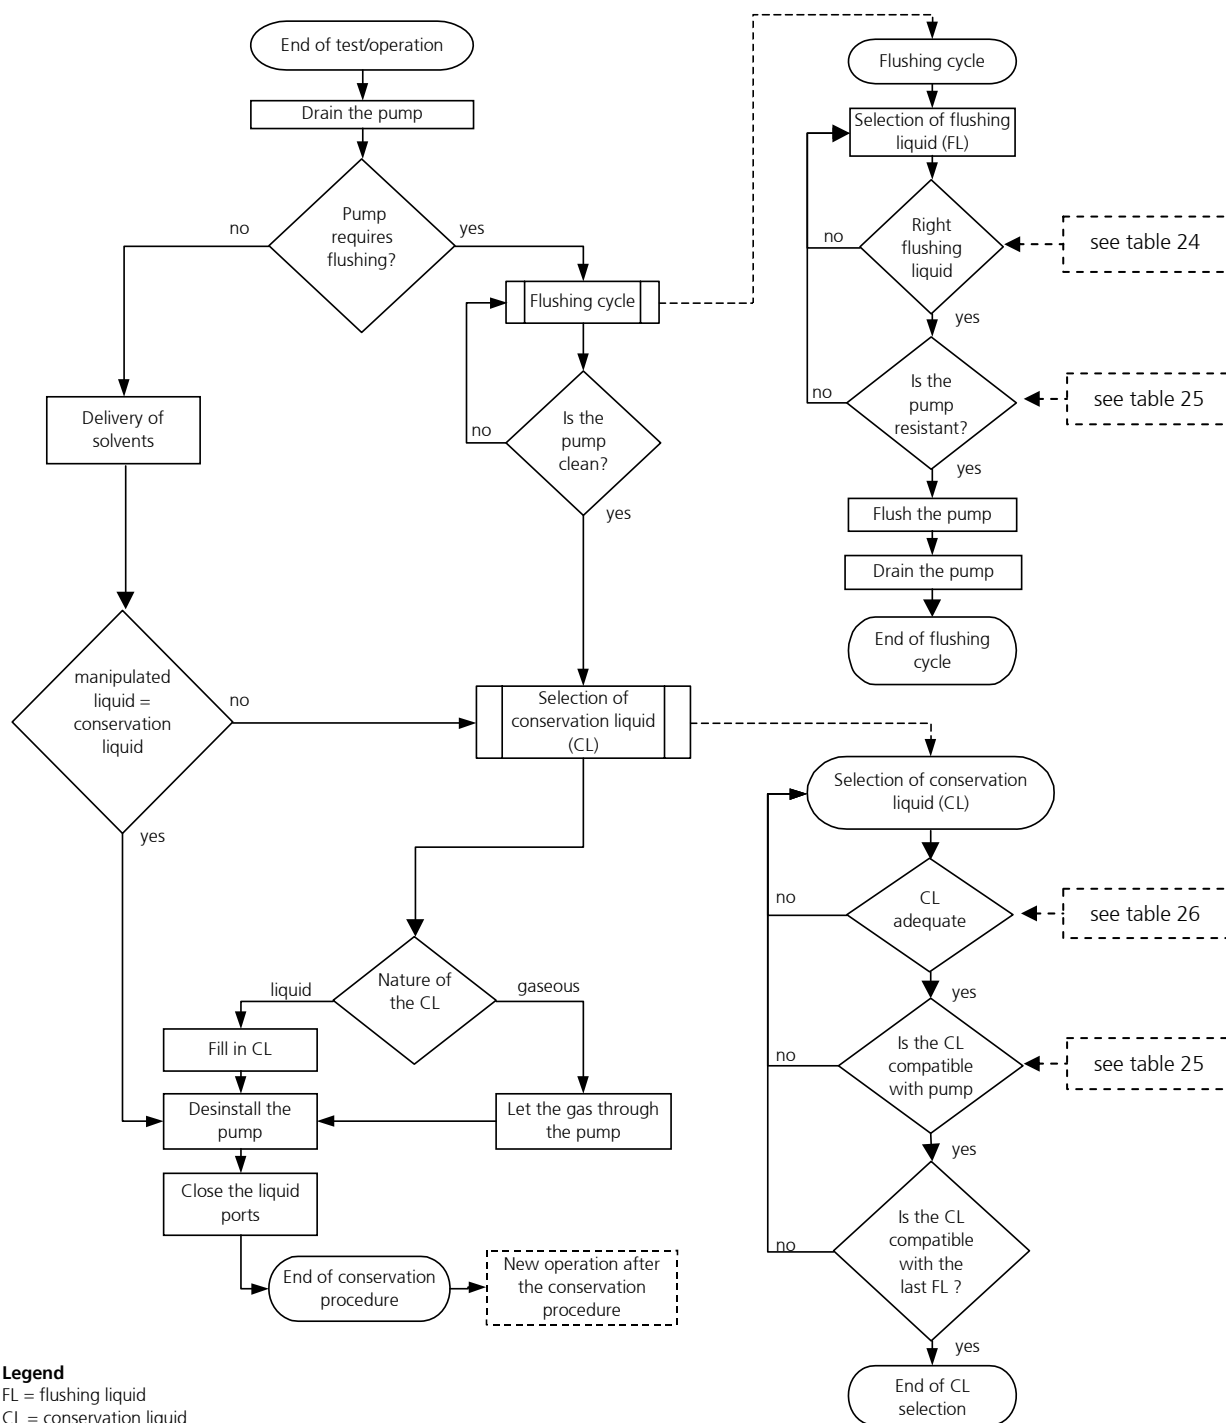 End of test/operation
Drain the pump
Pump
requires
flushing?
no
yes
Flushing cycle
Is the
pump
clean?
no
yes
Delivery of
solvents
manipulated
liquid =
conservation
liquid
no
yes
Selection of
conservation liquid
(CL)
Nature of
the CL
liquid
gaseous
Fill in CL
Desinstall the
pump
Let the gas through
the pump
Close the liquid
ports
End of conservation
procedure
New operation after
the conservation
procedure
Flushing cycle
Selection of flushing
liquid (FL)
Right
flushing
liquid
no
see table 24
yes
Is the
pump
resistant?
no
see table 25
yes
Flush the pump
Drain the pump
End of flushing
cycle
Selection of conservation
liquid (CL)
CL
adequate
no
see table 26
yes
Is the CL
compatible
with pump
no
see table 25
yes
Is the CL
compatible
with the
last FL ?
no
yes
End of CL
selection
Legend
FL = flushing liquid
CL = conservation liquid